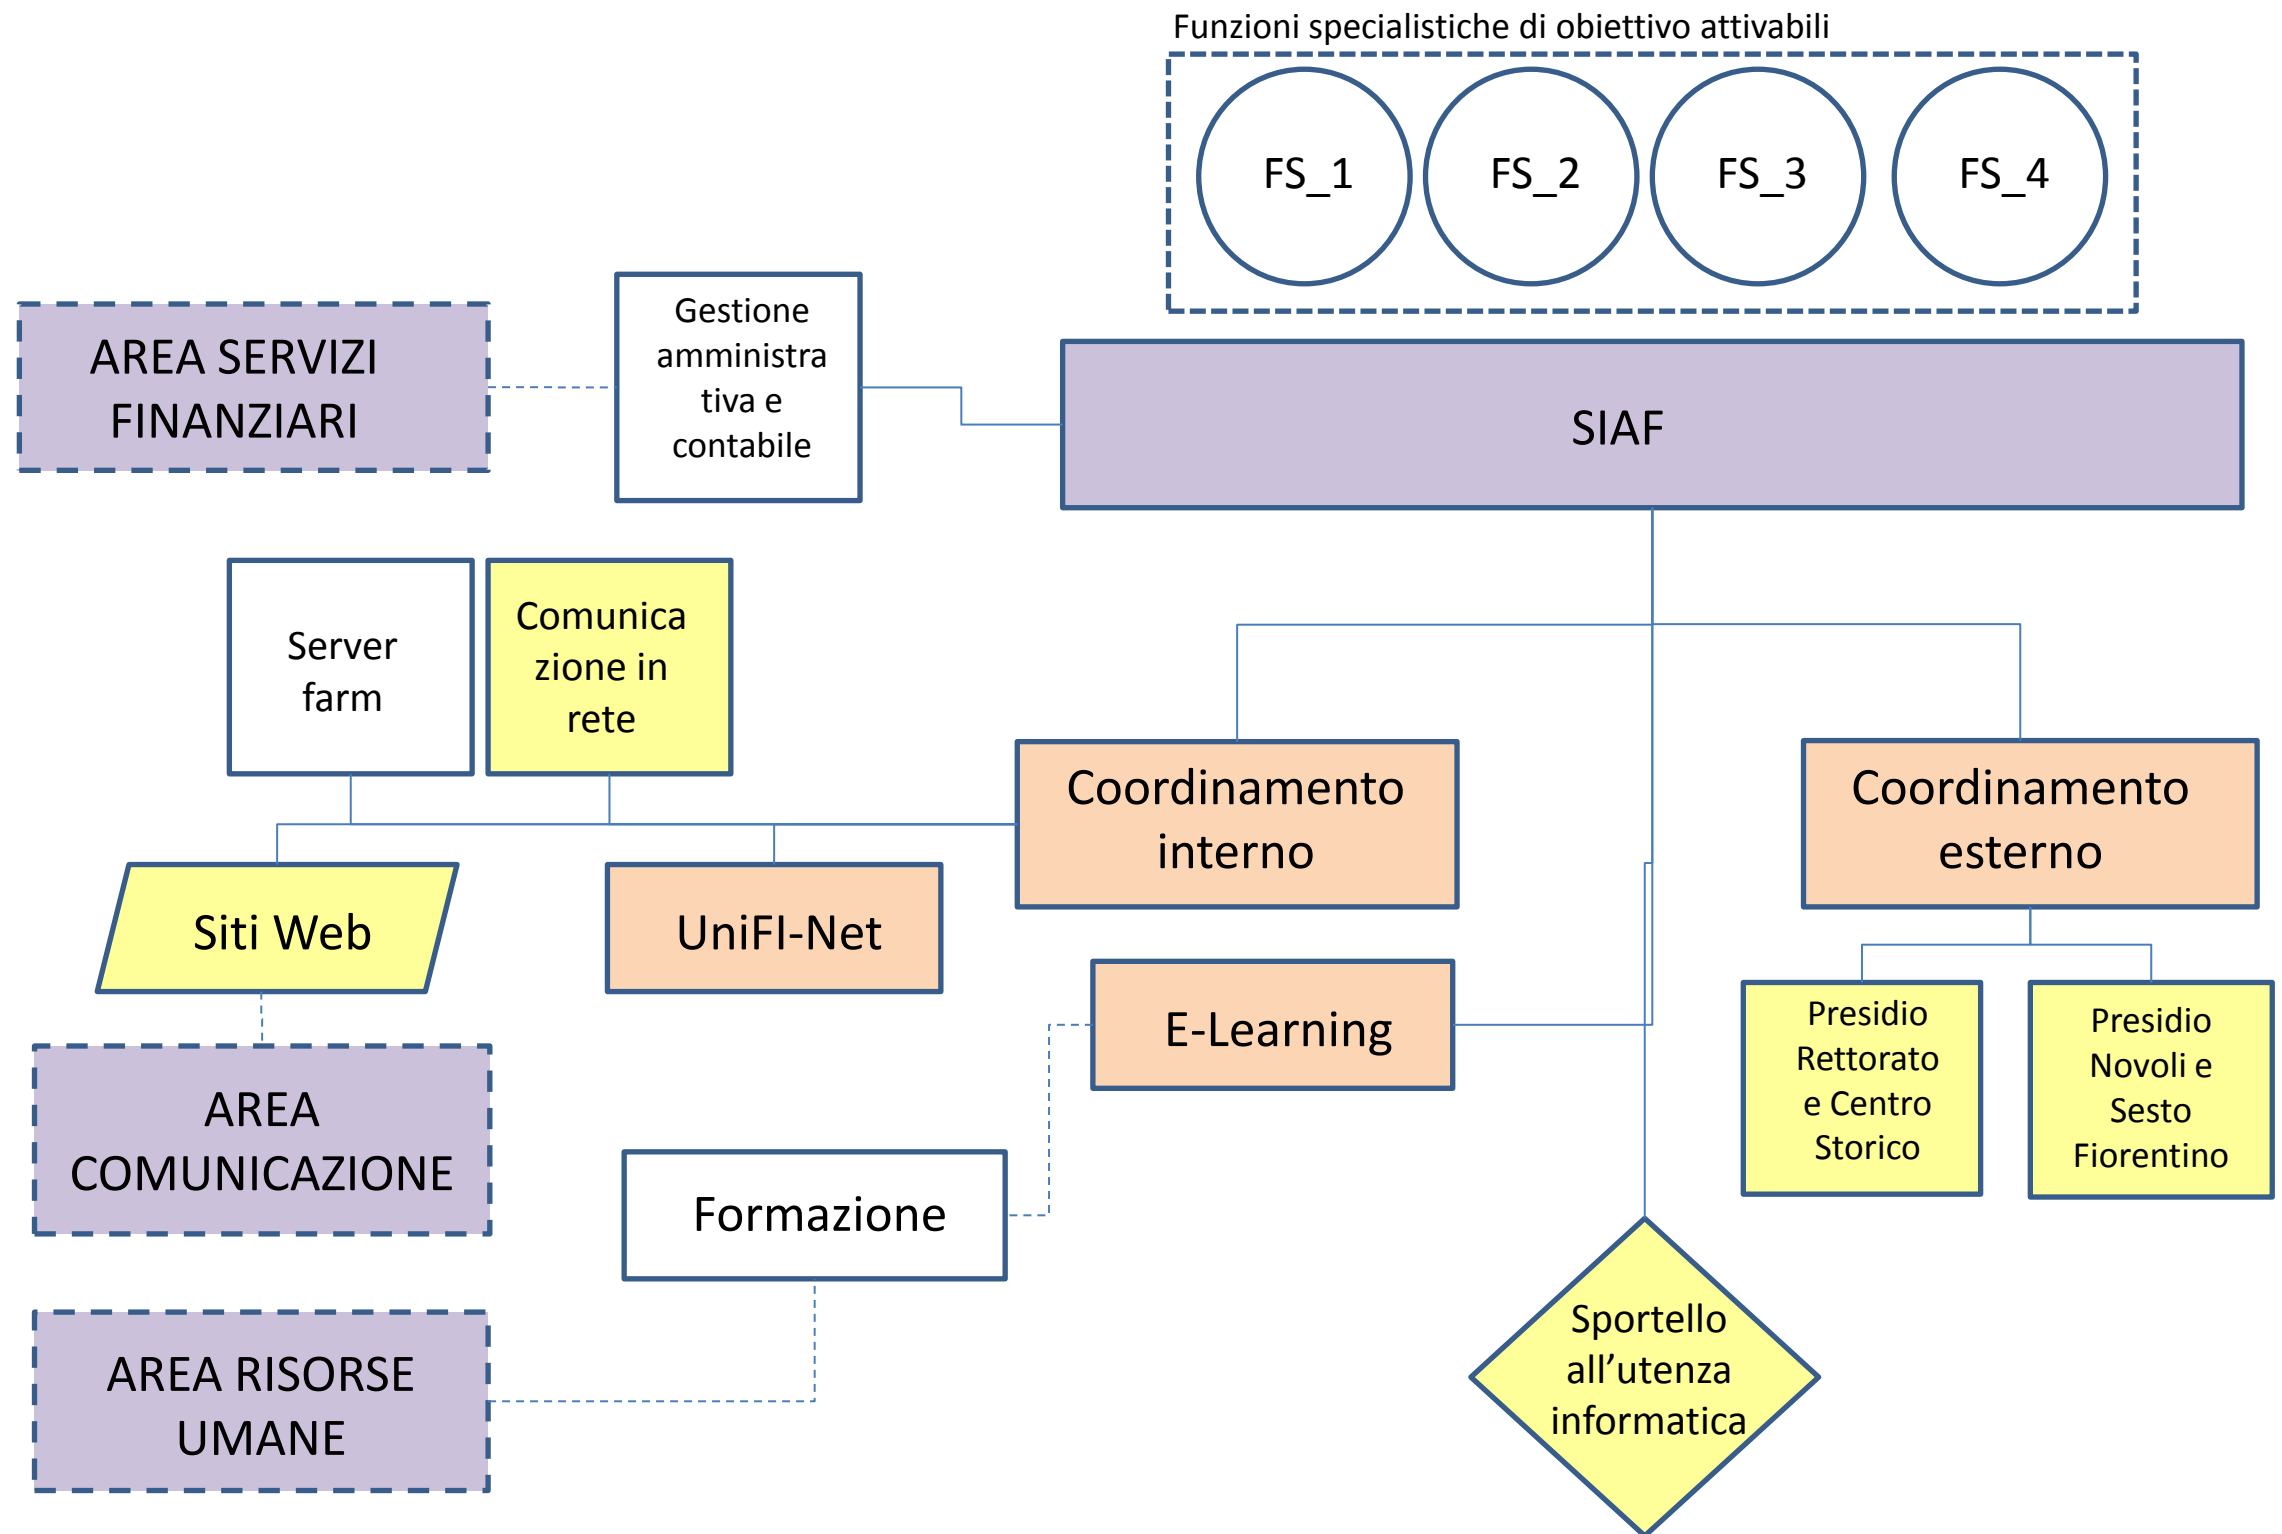 Funzioni specialistiche di obiettivo attivabili
FS_1
FS_2
FS_3
FS_4
AREA SERVIZI
FINANZIARI
Gestione
amministra
tiva e
contabile
SIAF
Server
farm
Comunica
zione in
rete
Coordinamento
interno
Coordinamento
esterno
Siti Web
UniFI-Net
E-Learning
Presidio
Rettorato
e Centro
Storico
Presidio
Novoli e
Sesto
Fiorentino
AREA
COMUNICAZIONE
Formazione
Sportello
all’utenza
informatica
AREA RISORSE
UMANE